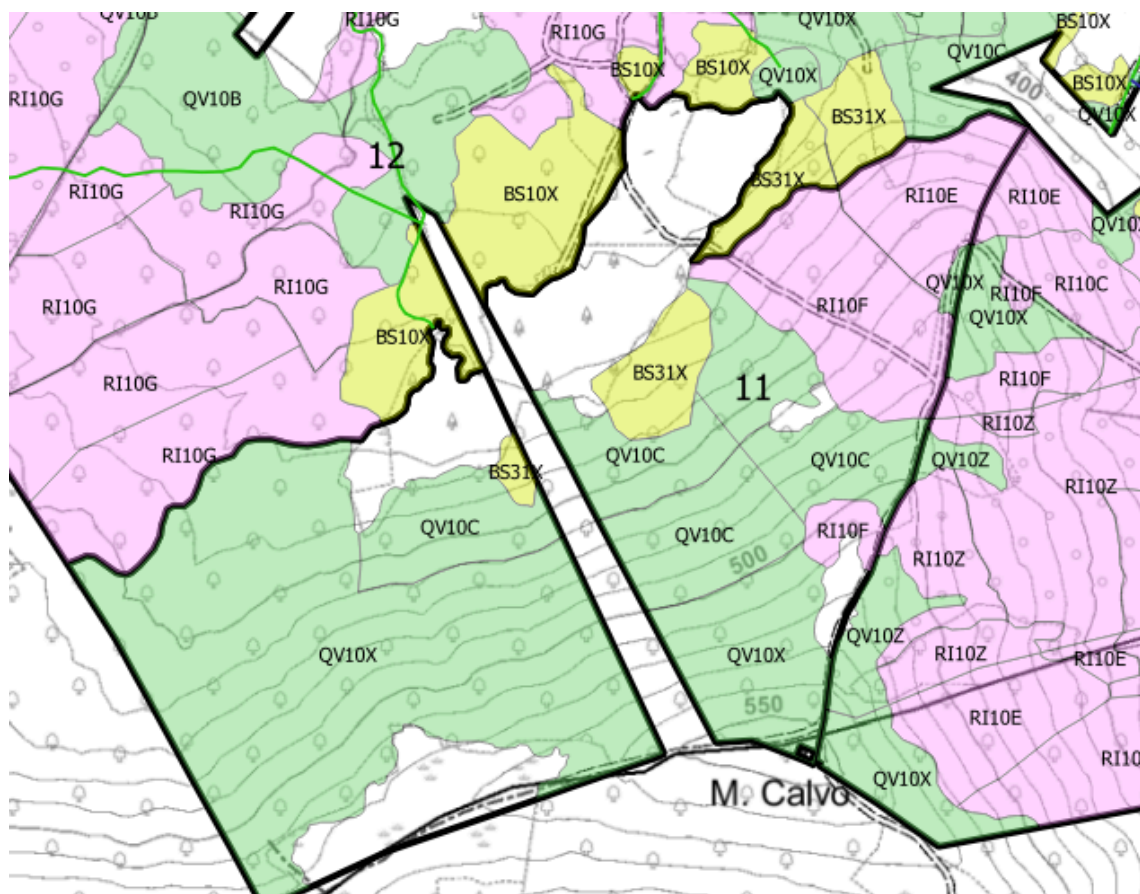 QV10B
RI10G
RI10G
QV10X
BS10X
QV10C
BS10X
BS10X
QV10X
BS10X
RI10G
QV10B
400
QV10X
BS31X
12
RI10G
RI10G
BS10X
BS31X
RI10E
RI10E
QV10X
RI10G
RI10G
QV10X
RI10F
RI10C
RI10F
QV10X
BS10X
RI10G
BS31X
11
RI10F
RI10Z
RI10G
BS31X
QV10C
QV10C
QV10Z
RI10Z
QV10C
QV10C
RI10F
500
RI10Z
QV10Z
QV10X
QV10X
RI10Z
RI10E
550
RI10E
RI10
M. Calvo
QV10X